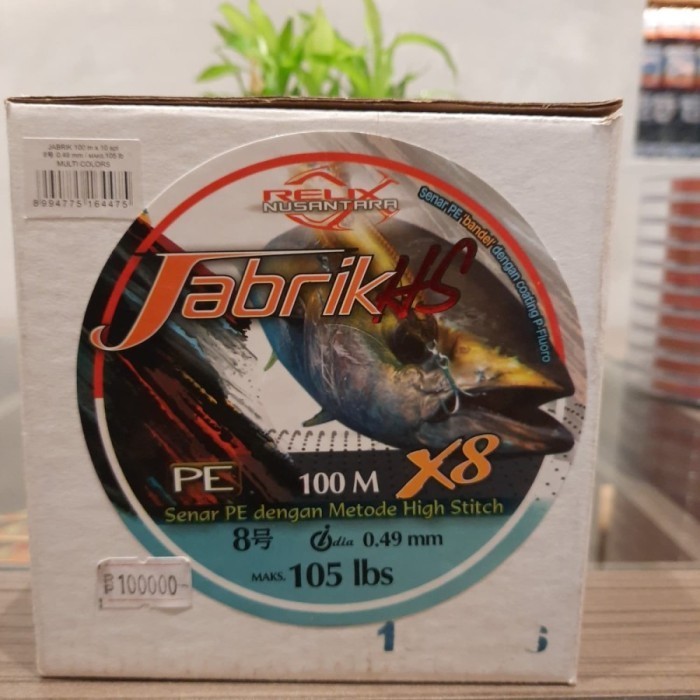 JABRIK 100 m x 10 spl
8号 0.49 mm / MAKS.105 lb
MULTI COLORS
8994775164475
RELIX
NUSANTARA
Senar PE 'bandel' dengan coating P-Fluoro
Jabrik HS
PE
100 M
X8
Senar PE dengan Metode High Stitch
8号
dia 0.49 mm
MAKS. 105 lbs
100000
1